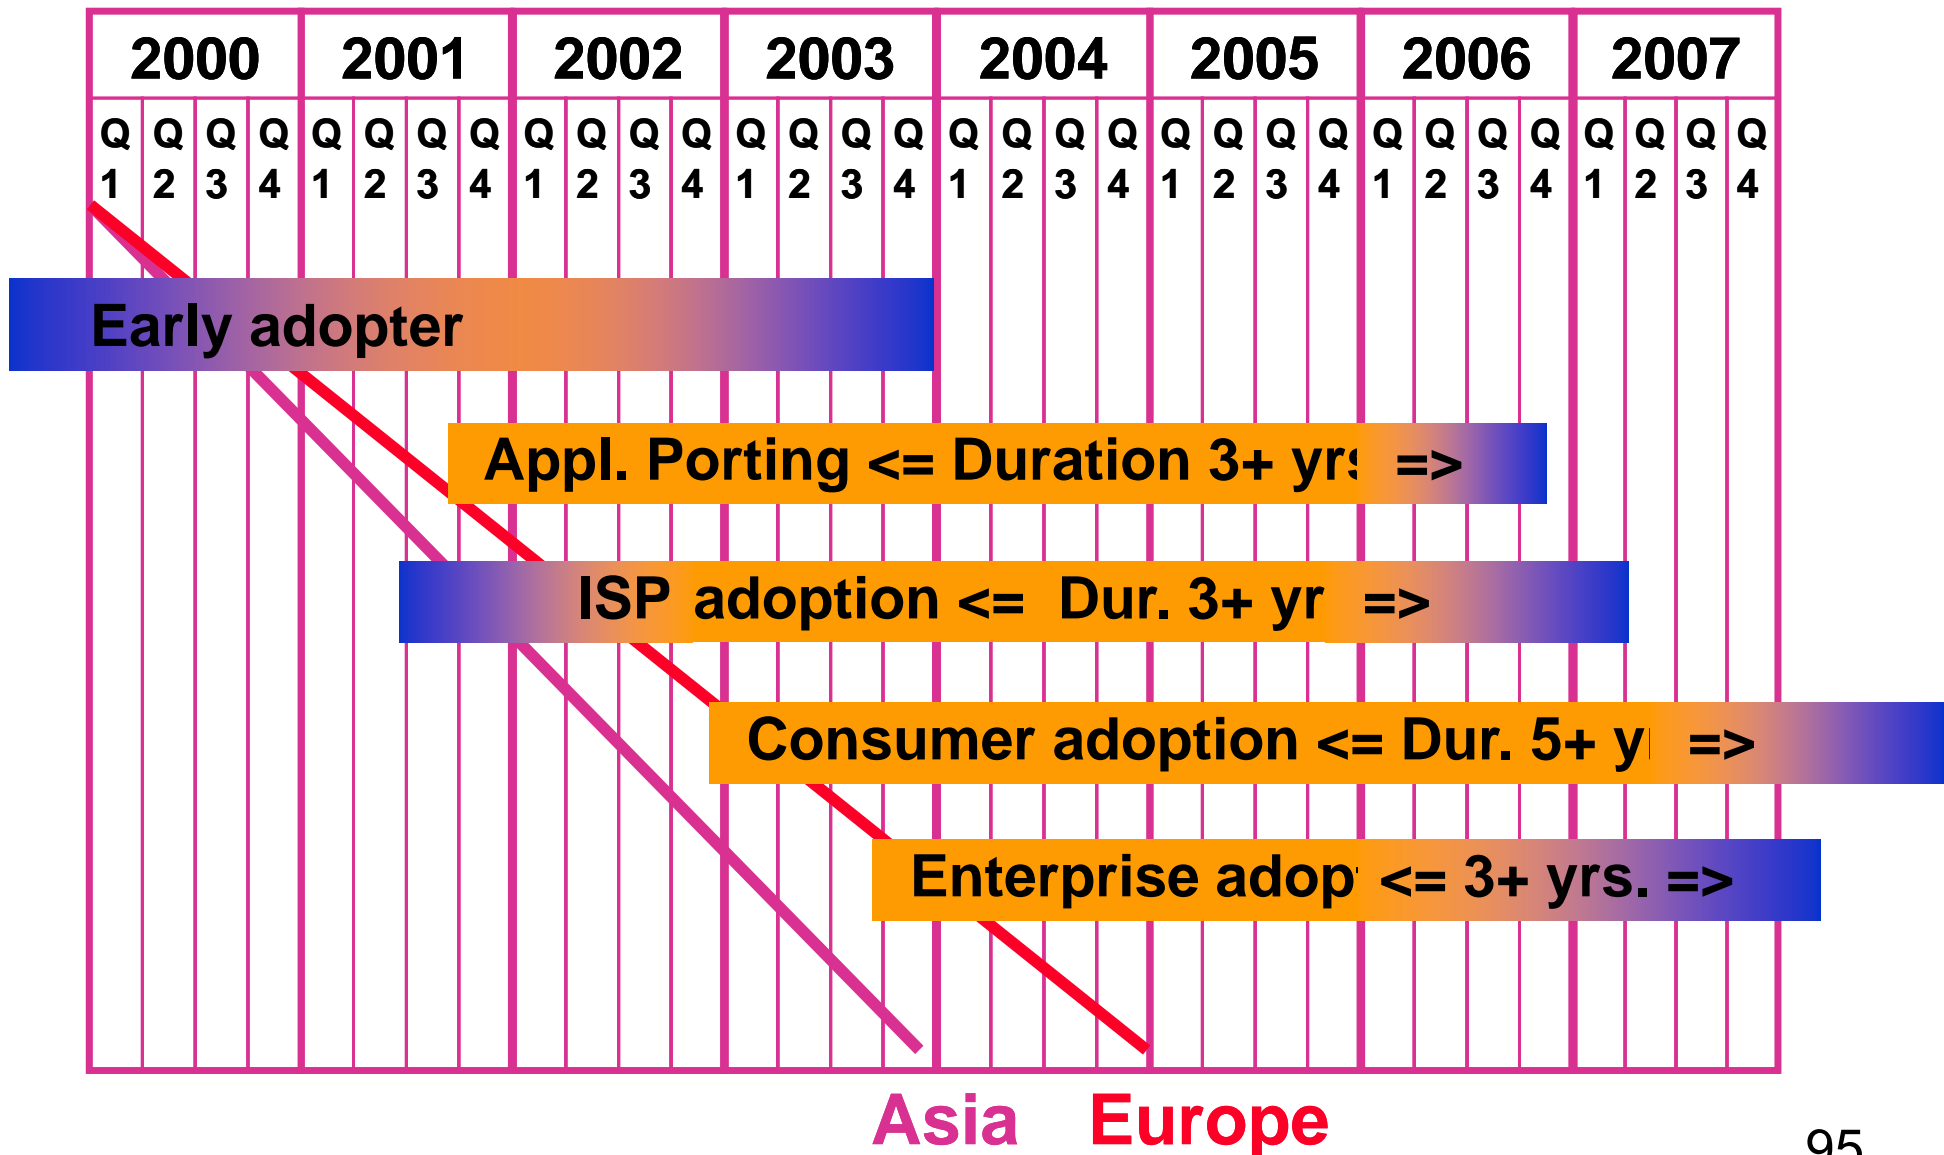 2000 2001 2002 2003 2004 2005 2006 2007
Q Q Q Q Q Q Q Q Q Q Q Q Q Q Q Q Q Q Q Q Q Q Q Q Q Q Q Q Q Q Q Q
1 2 3 4 1 2 3 4 1 2 3 4 1 2 3 4 1 2 3 4 1 2 3 4 1 2 3 4 1 2 3 4
Early adopter
Appl. Porting <= Duration 3+ yrs =>
ISP adoption <= Dur. 3+ yr =>
Consumer adoption <= Dur. 5+ y =>
Enterprise adop <= 3+ yrs. =>
Asia Europe
95